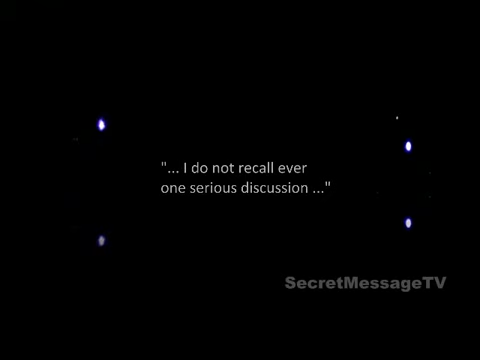 "... I do not recall ever
one serious discussion ..."
SecretMessageTV